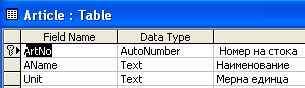 Article : Table
Field Name Data Type
ArtNo AutoNumber Номер на стока
AName Text Наименование
Unit Text Мерна единца